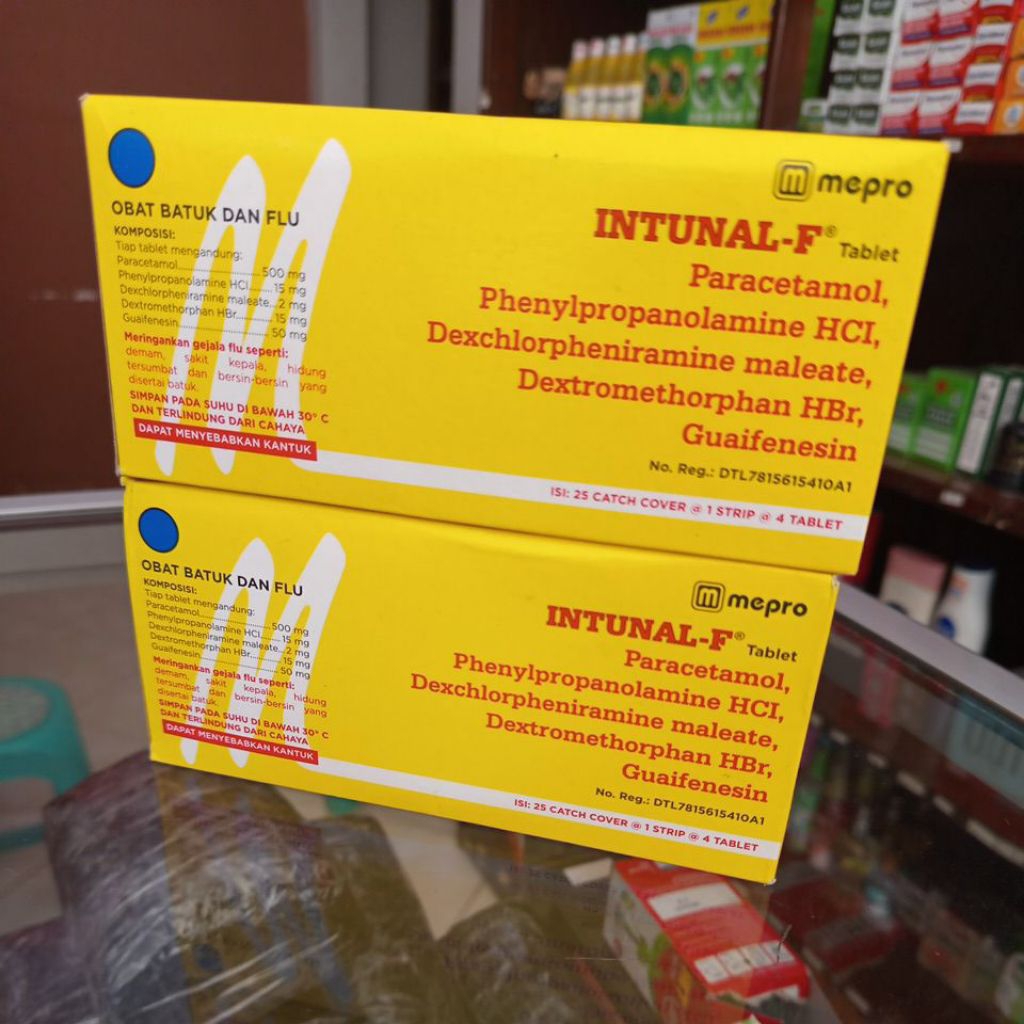 OBAT BATUK DAN FLU
KOMPOSISI:
Tiap tablet mengandung:
Paracetamol..................500 mg
Phenylpropanolamine HCl......15 mg
Dexchlorpheniramine maleate...2 mg
Dextromethorphan HBr.........15 mg
Guaifenesin..................50 mg
Meringankan gejala flu seperti:
demam, sakit kepala, hidung
tersumbat dan bersin-bersin yang
disertai batuk.
SIMPAN PADA SUHU DI BAWAH 30° C
DAN TERLINDUNG DARI CAHAYA
DAPAT MENYEBABKAN KANTUK
mepro
INTUNAL-F® Tablet
Paracetamol,
Phenylpropanolamine HCl,
Dexchlorpheniramine maleate,
Dextromethorphan HBr,
Guaifenesin
No. Reg.: DTL7815615410A1
ISI: 25 CATCH COVER @ 1 STRIP @ 4 TABLET
OBAT BATUK DAN FLU
KOMPOSISI:
Tiap tablet mengandung:
Paracetamol..................500 mg
Phenylpropanolamine HCl......15 mg
Dexchlorpheniramine maleate...2 mg
Dextromethorphan HBr.........15 mg
Guaifenesin..................50 mg
Meringankan gejala flu seperti:
demam, sakit kepala, hidung
tersumbat dan bersin-bersin yang
disertai batuk.
SIMPAN PADA SUHU DI BAWAH 30° C
DAN TERLINDUNG DARI CAHAYA
DAPAT MENYEBABKAN KANTUK
mepro
INTUNAL-F® Tablet
Paracetamol,
Phenylpropanolamine HCl,
Dexchlorpheniramine maleate,
Dextromethorphan HBr,
Guaifenesin
No. Reg.: DTL7815615410A1
ISI: 25 CATCH COVER @ 1 STRIP @ 4 TABLET